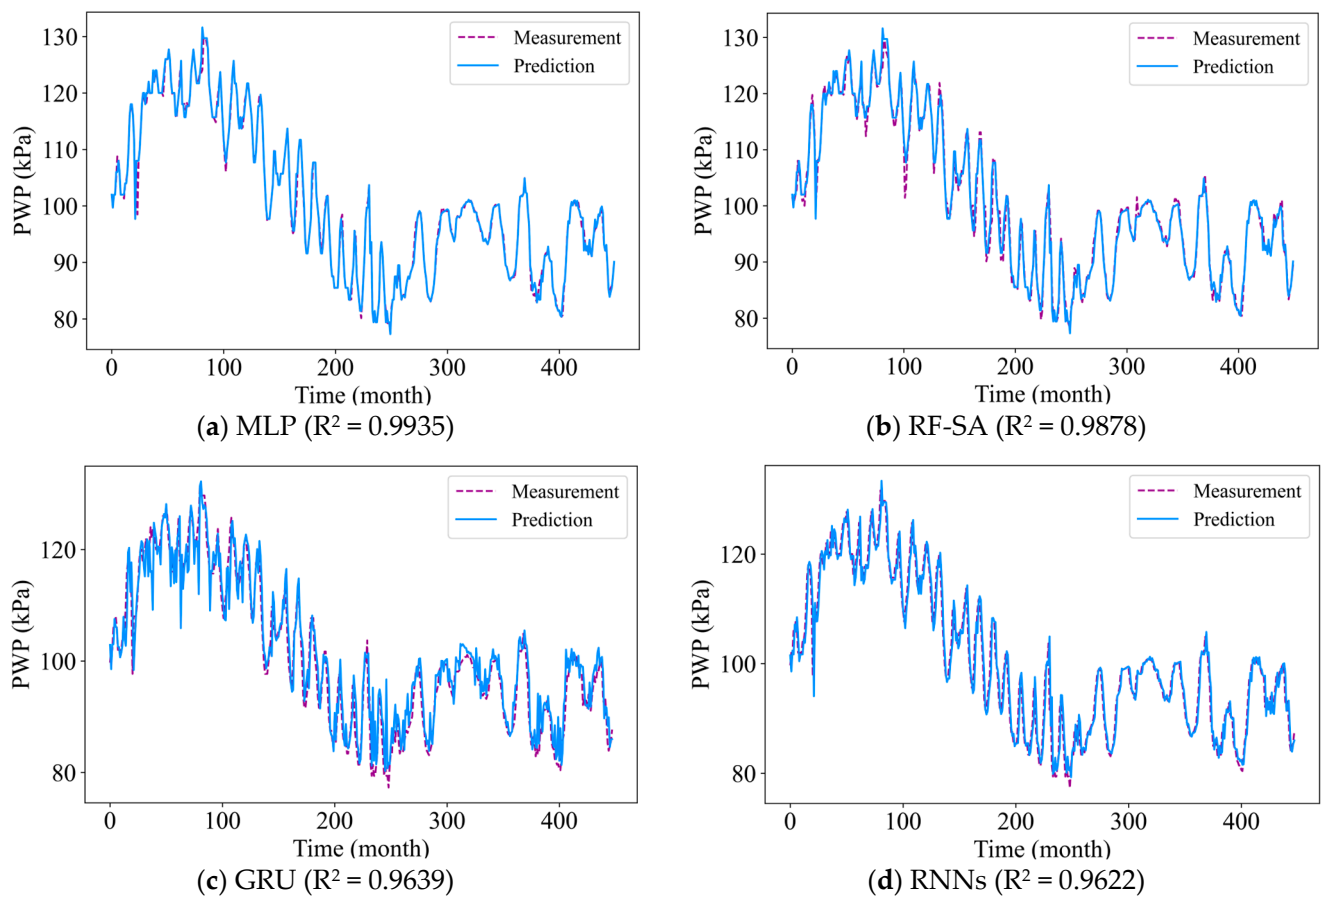 130
120
110
100
90
80
PWP (kPa)
Measurement
Prediction
0
100
200
300
400
Time (month)
(a) MLP (R² = 0.9935)
130
120
110
100
90
80
PWP (kPa)
Measurement
Prediction
0
100
200
300
400
Time (month)
(b) RF-SA (R² = 0.9878)
120
100
80
PWP (kPa)
Measurement
Prediction
0
100
200
300
400
Time (month)
(c) GRU (R² = 0.9639)
120
100
80
PWP (kPa)
Measurement
Prediction
0
100
200
300
400
Time (month)
(d) RNNs (R² = 0.9622)